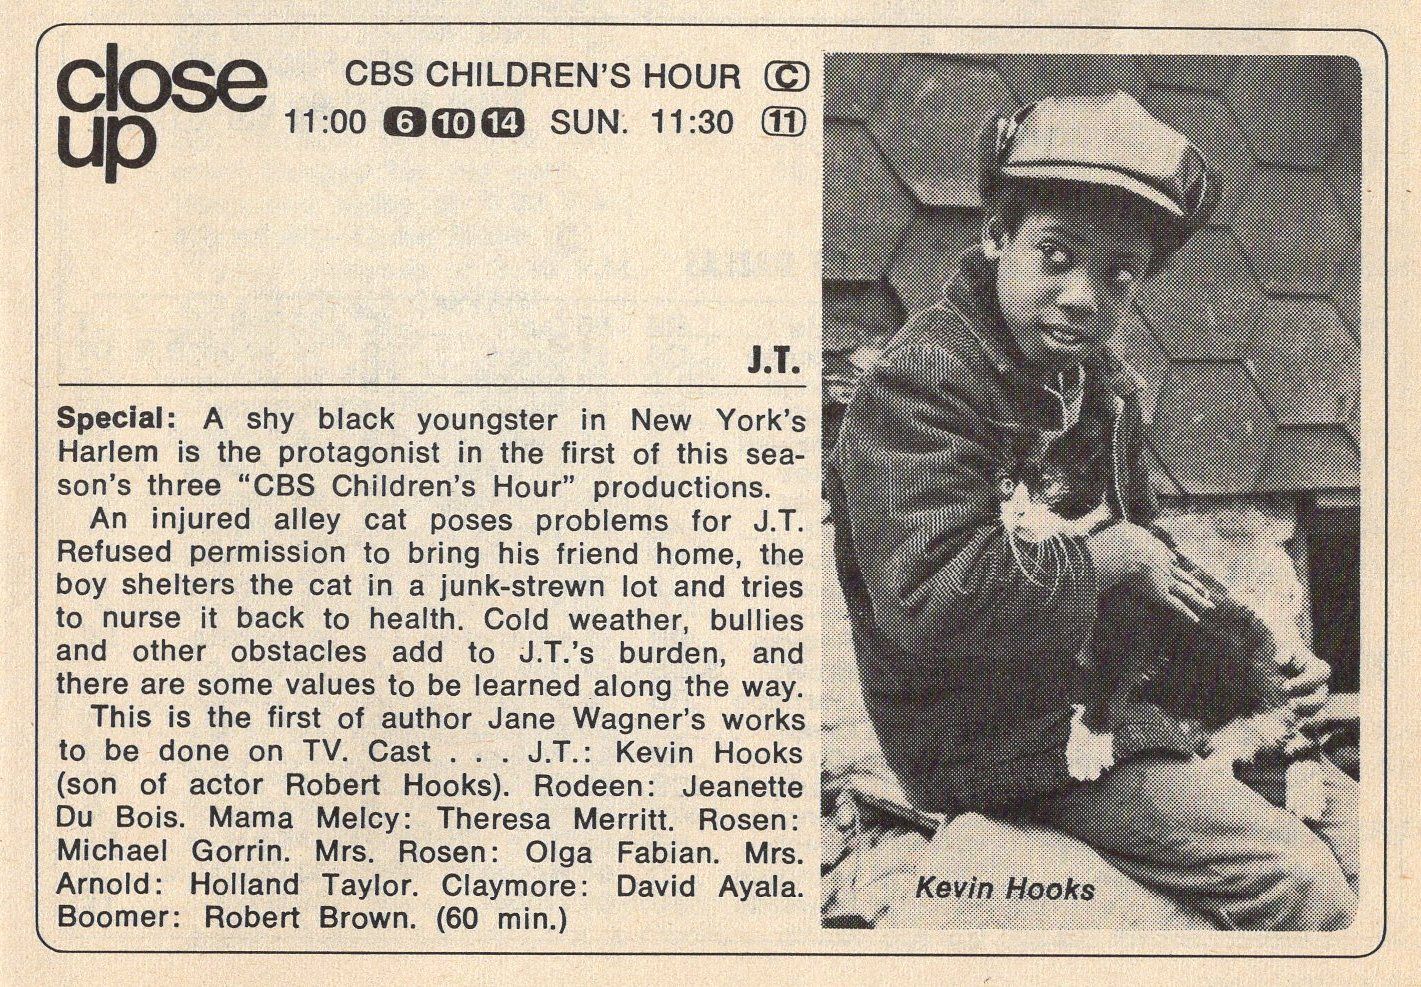 close
up
CBS CHILDREN'S HOUR C
11:00 6 10 14 SUN. 11:30 11
J.T.
Special: A shy black youngster in New York's
Harlem is the protagonist in the first of this sea-
son's three “CBS Children's Hour” productions.
An injured alley cat poses problems for J.T.
Refused permission to bring his friend home, the
boy shelters the cat in a junk-strewn lot and tries
to nurse it back to health. Cold weather, bullies
and other obstacles add to J.T.'s burden, and
there are some values to be learned along the way.
This is the first of author Jane Wagner's works
to be done on TV. Cast . . . J.T.: Kevin Hooks
(son of actor Robert Hooks). Rodeen: Jeanette
Du Bois. Mama Melcy: Theresa Merritt. Rosen:
Michael Gorrin. Mrs. Rosen: Olga Fabian. Mrs.
Arnold: Holland Taylor. Claymore: David Ayala.
Boomer: Robert Brown. (60 min.)
Kevin Hooks